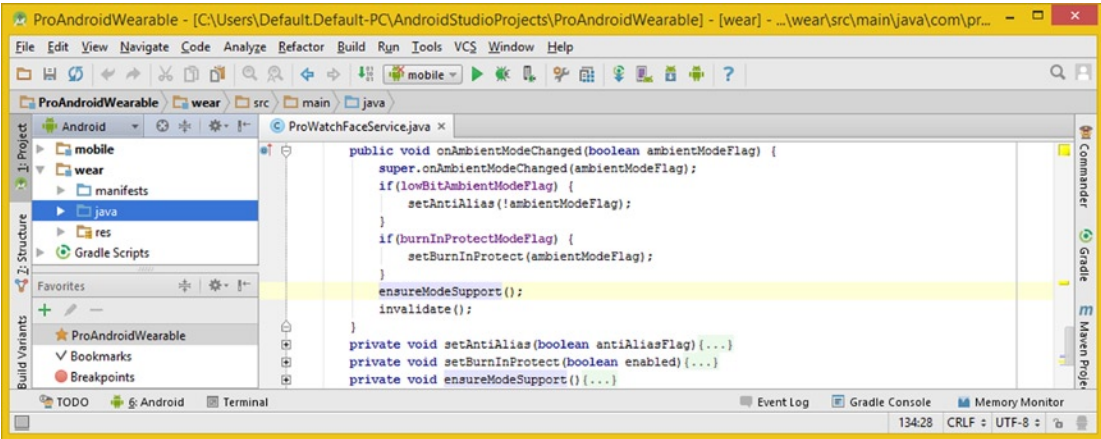 ProAndroidWearable - [C:\Users\Default.Default-PC\AndroidStudioProjects\ProAndroidWearable] - [wear] - ...\wear\src\main\java\com\pr...
File Edit View Navigate Code Analyze Refactor Build Run Tools VCS Window Help
mobile
ProAndroidWearable wear src main java
1: Project
Android
ProWatchFaceService.java
mobile
wear
manifests
java
res
Gradle Scripts
7: Structure
Favorites
ProAndroidWearable
Bookmarks
Breakpoints
Build Variants
public void onAmbientModeChanged(boolean ambientModeFlag) {
super.onAmbientModeChanged(ambientModeFlag);
if(lowBitAmbientModeFlag) {
setAntiAlias(!ambientModeFlag);
}
if(burnInProtectModeFlag) {
setBurnInProtect(ambientModeFlag);
}
ensureModeSupport();
invalidate();
}
private void setAntiAlias(boolean antiAliasFlag){...}
private void setBurnInProtect(boolean enabled){...}
private void ensureModeSupport(){...}
Commander
Gradle
m Maven Proje
TODO 6: Android Terminal Event Log Gradle Console Memory Monitor
134:28 CRLF UTF-8